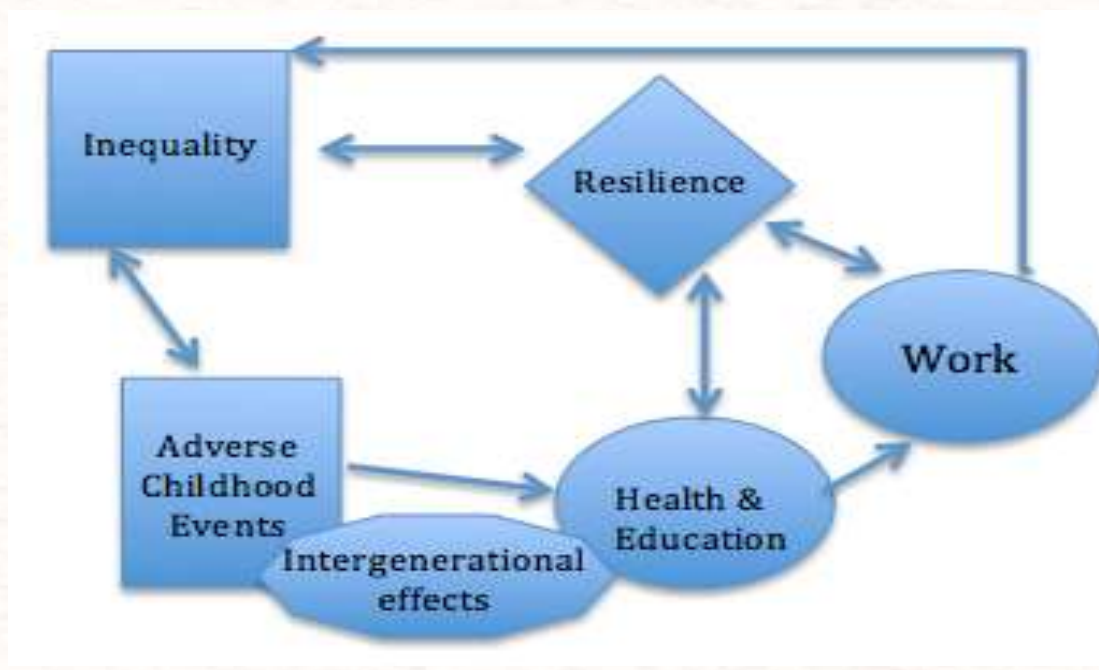 Inequality
Resilience
Work
Adverse
Childhood
Events
Health &
Education
Intergenerational
effects